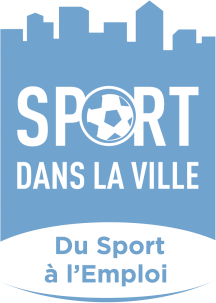 SPORT
DANS LA VILLE
Du Sport
à l'Emploi